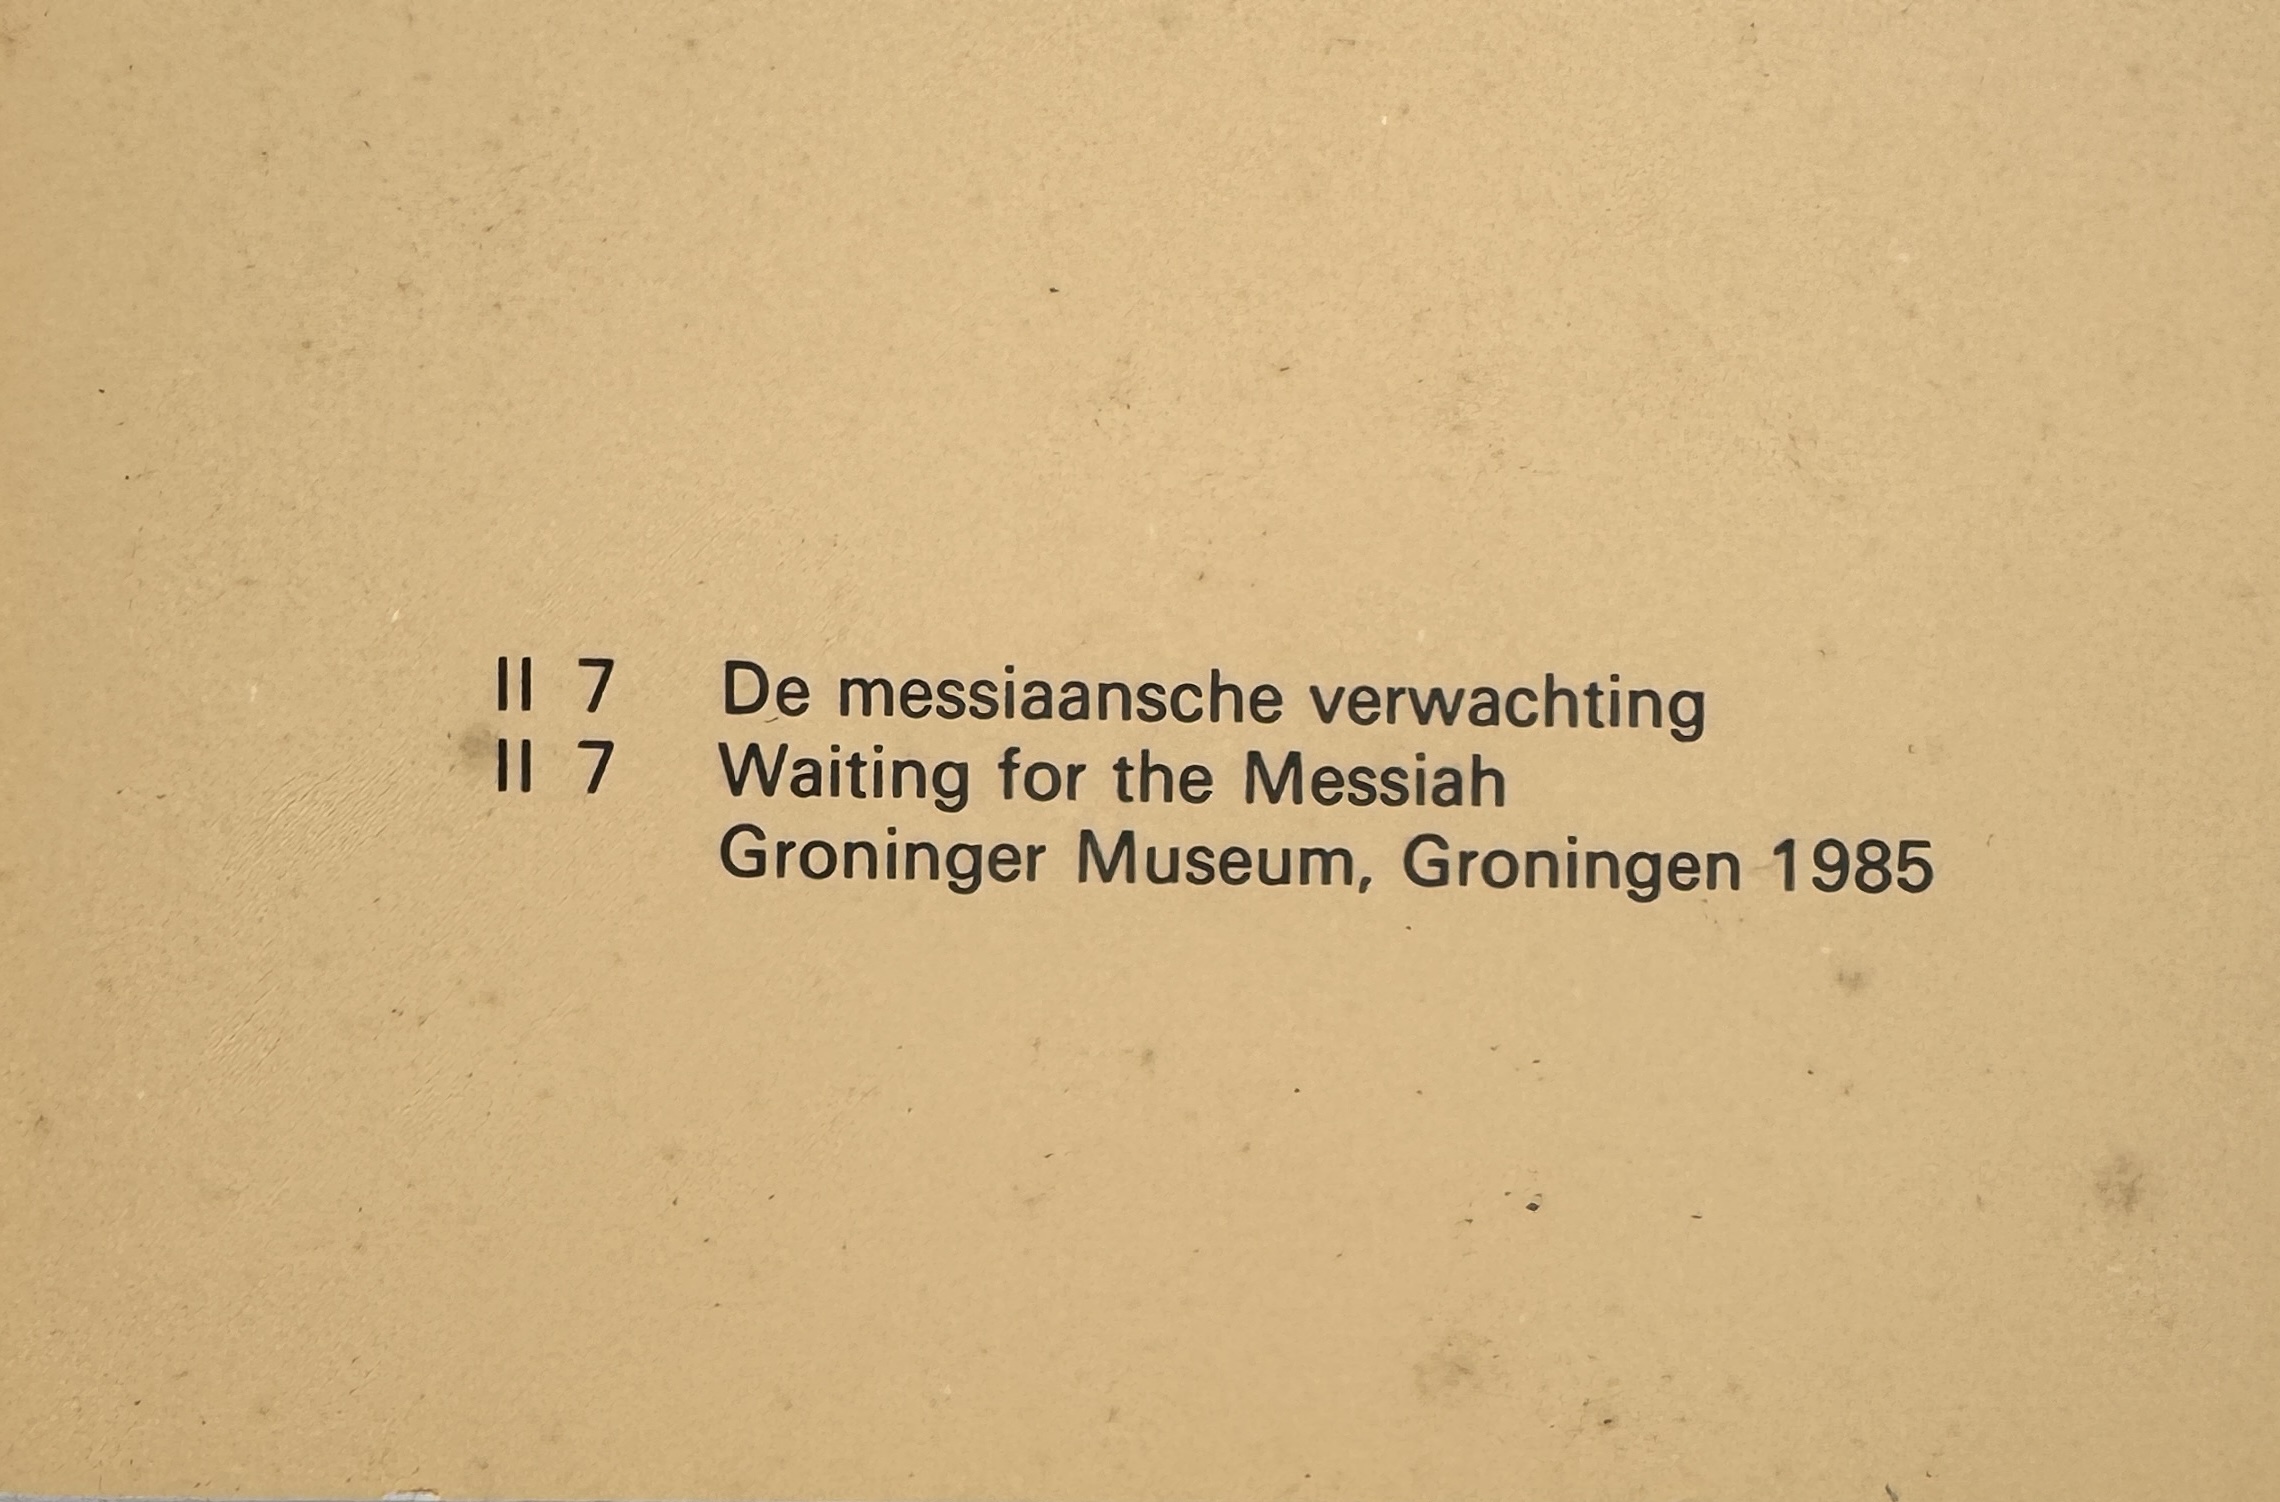 II 7 De messiaansche verwachting
II 7 Waiting for the Messiah
Groninger Museum, Groningen 1985